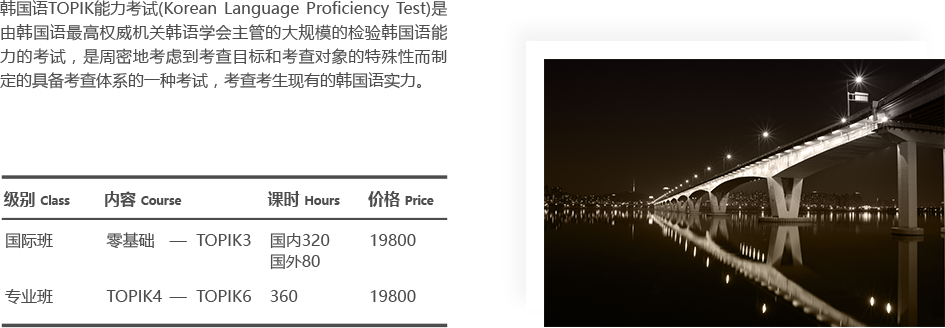 韩国语TOPIK能力考试(Korean Language Proficiency Test)是
由韩国语最高权威机关韩语学会主管的大规模的检验韩国语能
力的考试，是周密地考虑到考查目标和考查对象的特殊性而制
定的具备考查体系的一种考试，考查考生现有的韩国语实力。
级别 Class 内容 Course 课时 Hours 价格 Price
国际班 零基础 — TOPIK3 国内320 19800
国外80
专业班 TOPIK4 — TOPIK6 360 19800